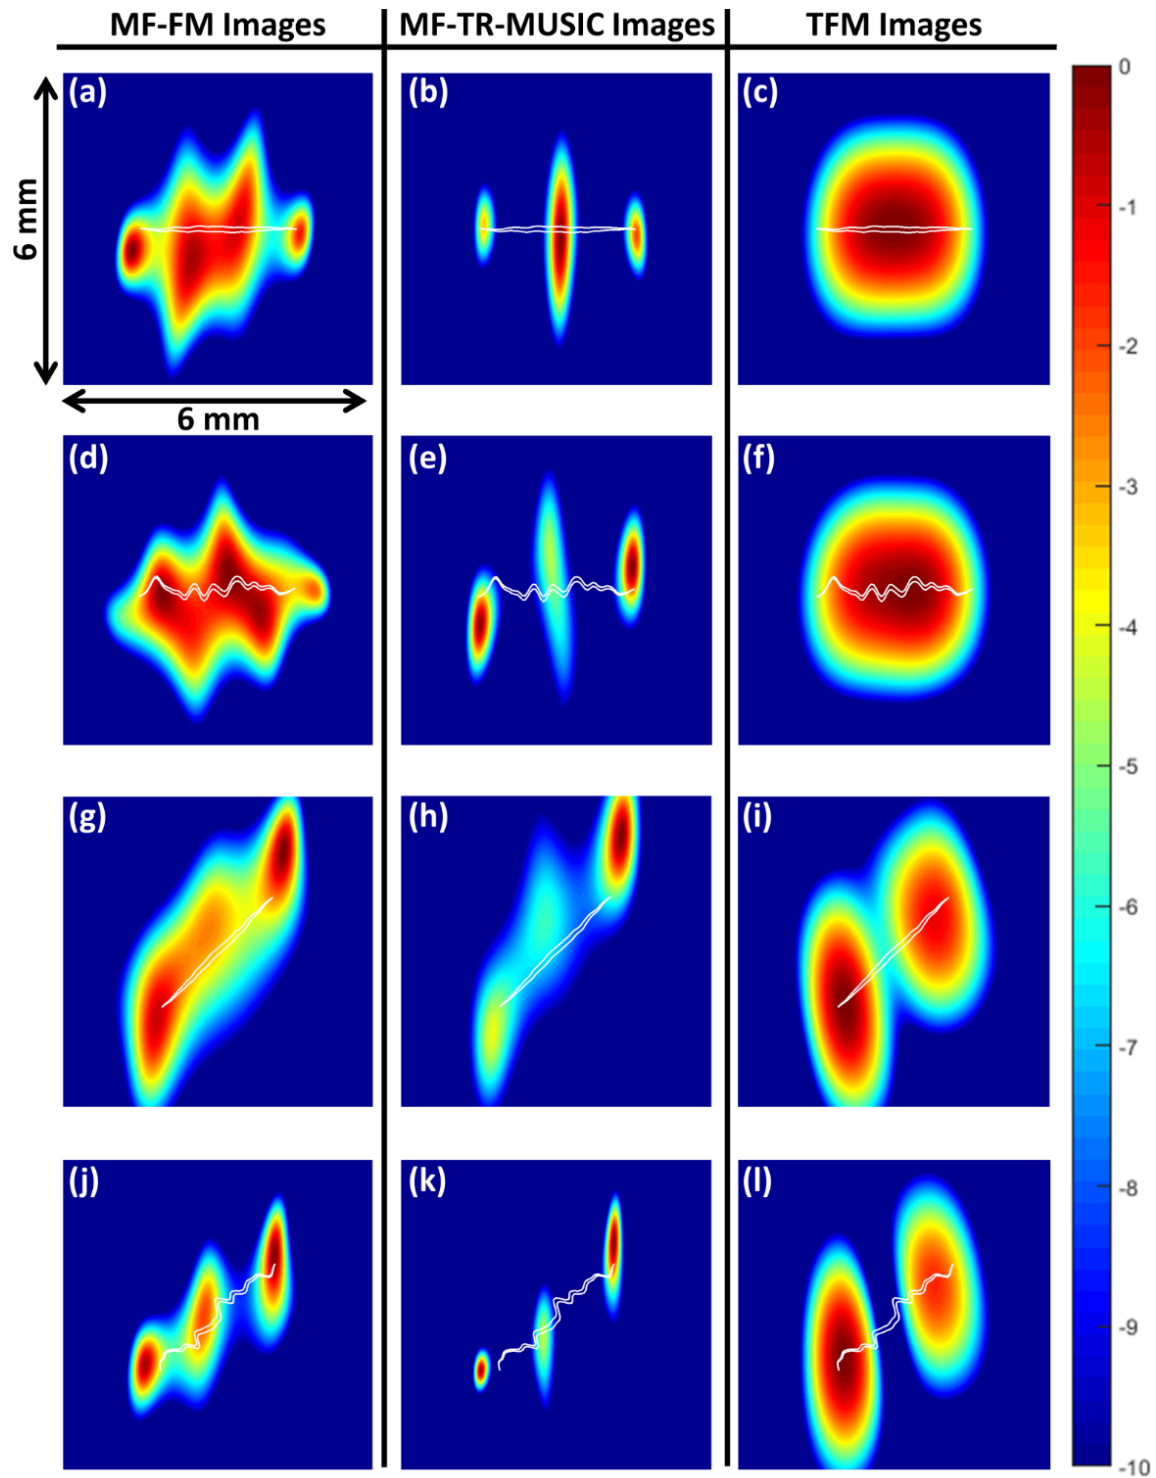 MF-FM Images MF-TR-MUSIC Images TFM Images
0
(a) (b) (c)
-1
6 mm
-2
6 mm
(d) (e) (f)
-3
-4
-5
(g) (h) (i)
-6
-7
(j) (k) (l)
-8
-9
-10